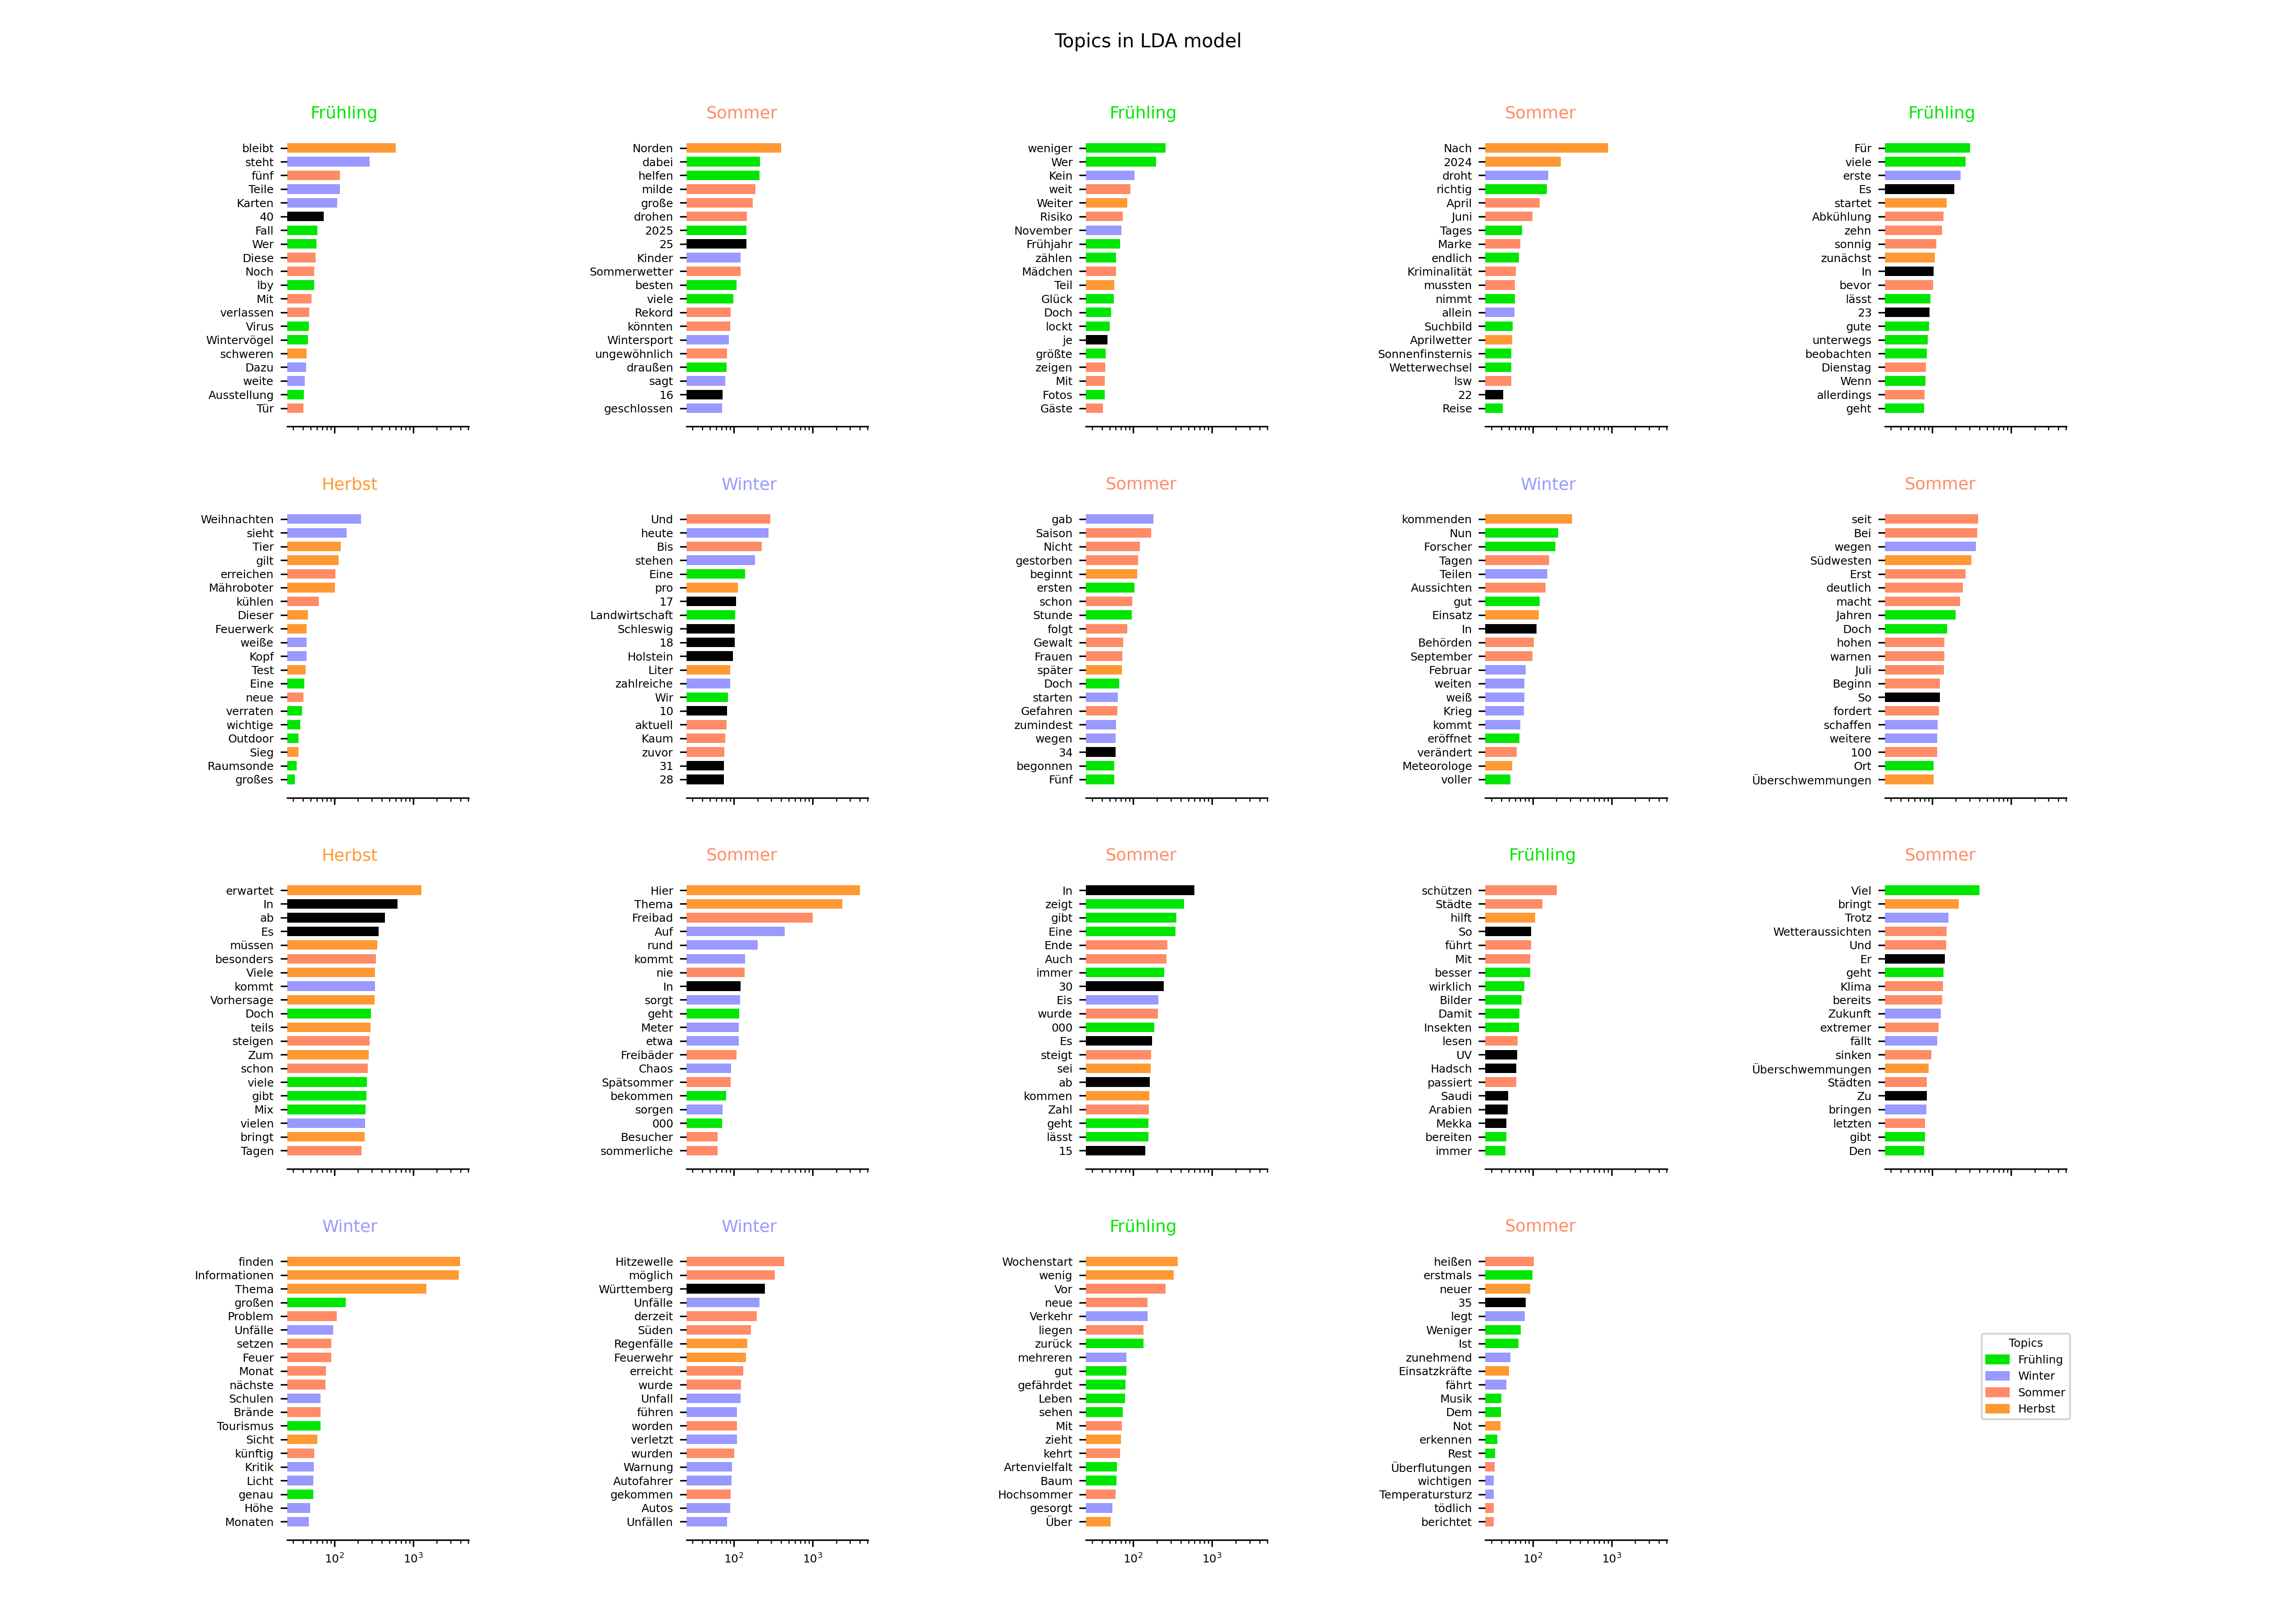 Topics in LDA model
Frühling
bleibt
steht
fünf
Teile
Karten
40
Fall
Wer
Diese
Noch
lby
Mit
verlassen
Virus
Wintervögel
schweren
Dazu
weite
Ausstellung
Tür
Sommer
Norden
dabei
helfen
milde
große
drohen
2025
25
Kinder
Sommerwetter
besten
viele
Rekord
könnten
Wintersport
ungewöhnlich
draußen
sagt
16
geschlossen
Frühling
weniger
Wer
Kein
weit
Weiter
Risiko
November
Frühjahr
zählen
Mädchen
Teil
Glück
Doch
lockt
je
größte
zeigen
Mit
Fotos
Gäste
Sommer
Nach
2024
droht
richtig
April
Juni
Tages
Marke
endlich
Kriminalität
mussten
nimmt
allein
Suchbild
Aprilwetter
Sonnenfinsternis
Wetterwechsel
lsw
22
Reise
Frühling
Für
viele
erste
Es
startet
Abkühlung
zehn
sonnig
zunächst
In
bevor
lässt
23
gute
unterwegs
beobachten
Dienstag
Wenn
allerdings
geht
Herbst
Weihnachten
sieht
Tier
gilt
erreichen
Mähroboter
kühlen
Dieser
Feuerwerk
weiße
Kopf
Test
Eine
neue
verraten
wichtige
Outdoor
Sieg
Raumsonde
großes
Winter
Und
heute
Bis
stehen
Eine
pro
17
Landwirtschaft
Schleswig
18
Holstein
Liter
zahlreiche
Wir
10
aktuell
Kaum
zuvor
31
28
Sommer
gab
Saison
Nicht
gestorben
beginnt
ersten
schon
Stunde
folgt
Gewalt
Frauen
später
Doch
starten
Gefahren
zumindest
wegen
34
begonnen
Fünf
Winter
kommenden
Nun
Forscher
Tagen
Teilen
Aussichten
gut
Einsatz
In
Behörden
September
Februar
weiten
weiß
Krieg
kommt
eröffnet
verändert
Meteorologe
voller
Sommer
seit
Bei
wegen
Südwesten
Erst
deutlich
macht
Jahren
Doch
hohen
warnen
Juli
Beginn
So
fordert
schaffen
weitere
100
Ort
Überschwemmungen
Herbst
erwartet
In
ab
Es
müssen
besonders
Viele
kommt
Vorhersage
Doch
teils
steigen
Zum
schon
viele
gibt
Mix
vielen
bringt
Tagen
Sommer
Hier
Thema
Freibad
Auf
rund
kommt
nie
In
sorgt
geht
Meter
etwa
Freibäder
Chaos
Spätsommer
bekommen
sorgen
000
Besucher
sommerliche
Sommer
In
zeigt
gibt
Eine
Ende
Auch
immer
30
Eis
wurde
000
Es
steigt
sei
ab
kommen
Zahl
geht
lässt
15
Frühling
schützen
Städte
hilft
So
führt
Mit
besser
wirklich
Bilder
Damit
Insekten
lesen
UV
Hadsch
passiert
Saudi
Arabien
Mekka
bereiten
immer
Sommer
Viel
bringt
Trotz
Wetteraussichten
Und
Er
geht
Klima
bereits
Zukunft
extremer
fällt
sinken
Überschwemmungen
Städten
Zu
bringen
letzten
gibt
Den
Winter
finden
Informationen
Thema
großen
Problem
Unfälle
setzen
Feuer
Monat
nächste
Schulen
Brände
Tourismus
Sicht
künftig
Kritik
Licht
genau
Höhe
Monaten
10² 10³
Winter
Hitzewelle
möglich
Württemberg
Unfälle
derzeit
Süden
Regenfälle
Feuerwehr
erreicht
wurde
Unfall
führen
worden
verletzt
wurden
Warnung
Autofahrer
gekommen
Autos
Unfällen
10² 10³
Frühling
Wochenstart
wenig
Vor
neue
Verkehr
liegen
zurück
mehreren
gut
gefährdet
Leben
sehen
Mit
zieht
kehrt
Artenvielfalt
Baum
Hochsommer
gesorgt
Über
10² 10³
Sommer
heißen
erstmals
neuer
35
legt
Weniger
Ist
zunehmend
Einsatzkräfte
fährt
Musik
Dem
Not
erkennen
Rest
Überflutungen
wichtigen
Temperatursturz
tödlich
berichtet
10² 10³
Topics
Frühling
Winter
Sommer
Herbst